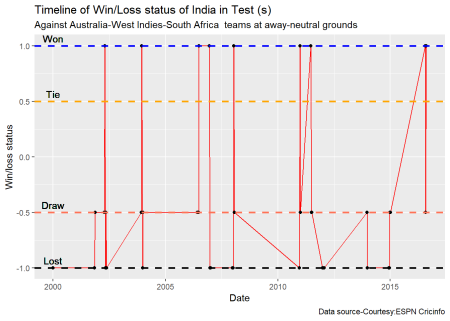 Timeline of Win/Loss status of India in Test (s)
Against Australia-West Indies-South Africa teams at away-neutral grounds
Won
1.0
Tie
0.5
0.0
Draw
-0.5
Lost
-1.0
Win/loss status
2000 2005 2010 2015
Date
Data source-Courtesy:ESPN Cricinfo